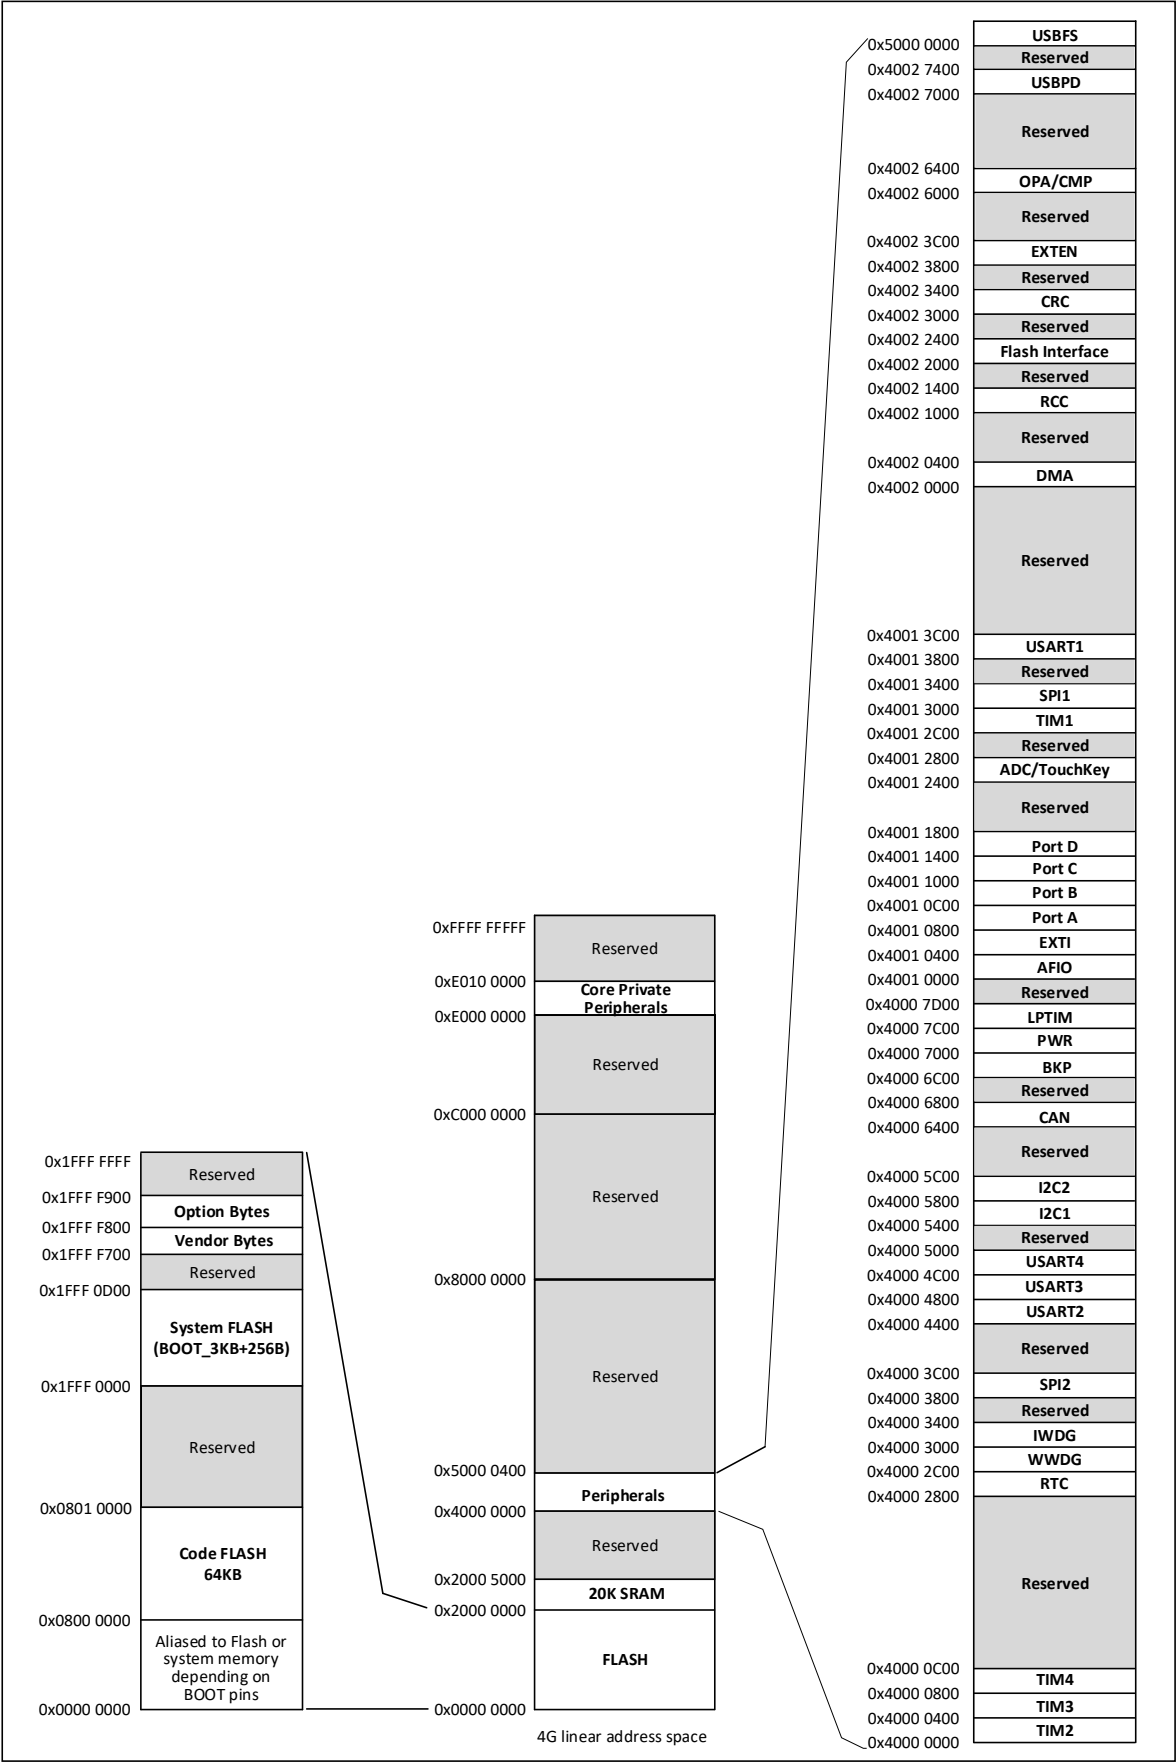 USBFS
0x5000 0000
Reserved
0x4002 7400
USBPD
0x4002 7000
Reserved
0x4002 6400
OPA/CMP
0x4002 6000
Reserved
0x4002 3C00
EXTEN
0x4002 3800
Reserved
0x4002 3400
CRC
0x4002 3000
Reserved
0x4002 2400
Flash Interface
0x4002 2000
Reserved
0x4002 1400
RCC
0x4002 1000
Reserved
0x4002 0400
DMA
0x4002 0000
Reserved
0x4001 3C00
USART1
0x4001 3800
Reserved
0x4001 3400
SPI1
0x4001 3000
TIM1
0x4001 2C00
Reserved
0x4001 2800
ADC/TouchKey
0x4001 2400
Reserved
0x4001 1800
Port D
0x4001 1400
Port C
0x4001 1000
Port B
0x4001 0C00
Port A
0x4001 0800
EXTI
0x4001 0400
AFIO
0x4001 0000
Reserved
0x4000 7D00
LPTIM
0x4000 7C00
PWR
0x4000 7000
BKP
0x4000 6C00
Reserved
0x4000 6800
CAN
0x4000 6400
Reserved
0x4000 5C00
I2C2
0x4000 5800
I2C1
0x4000 5400
Reserved
0x4000 5000
USART4
0x4000 4C00
USART3
0x4000 4800
USART2
0x4000 4400
Reserved
0x4000 3C00
SPI2
0x4000 3800
Reserved
0x4000 3400
IWDG
0x4000 3000
WWDG
0x4000 2C00
RTC
0x4000 2800
Reserved
0x4000 0C00
TIM4
0x4000 0800
TIM3
0x4000 0400
TIM2
0x4000 0000
0xFFFF FFFFF
Reserved
0xE010 0000
Core Private
Peripherals
0xE000 0000
Reserved
0xC000 0000
Reserved
0x8000 0000
Reserved
0x5000 0400
Peripherals
0x4000 0000
Reserved
0x2000 5000
20K SRAM
0x2000 0000
FLASH
0x0000 0000
4G linear address space
0x1FFF FFFF
Reserved
0x1FFF F900
Option Bytes
0x1FFF F800
Vendor Bytes
0x1FFF F700
Reserved
0x1FFF 0D00
System FLASH
(BOOT_3KB+256B)
0x1FFF 0000
Reserved
0x0801 0000
Code FLASH
64KB
0x0800 0000
Aliased to Flash or
system memory
depending on
BOOT pins
0x0000 0000